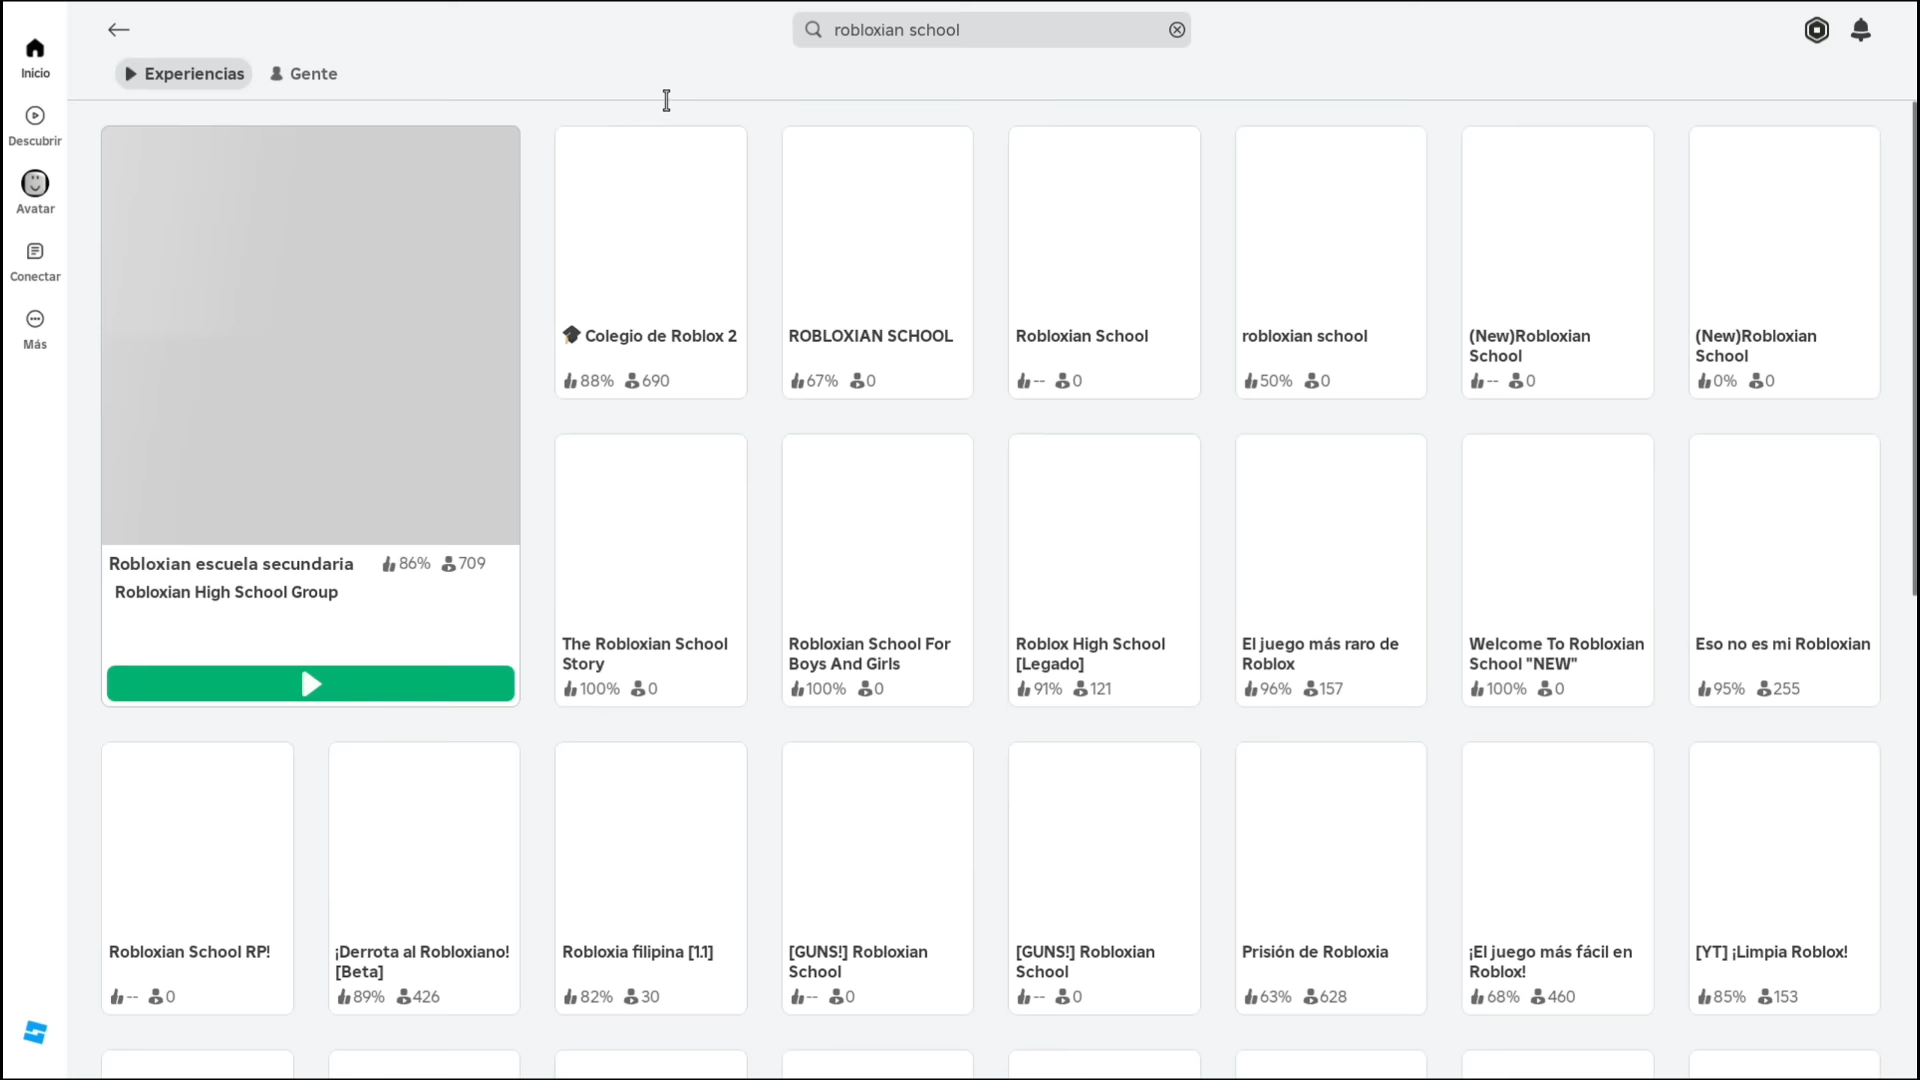 robloxian school
Inicio
Experiencias
Gente
Descubrir
Avatar
Conectar
Más
Robloxian escuela secundaria 86% 709
Robloxian High School Group
🎓 Colegio de Roblox 2
88% 690
ROBLOXIAN SCHOOL
67% 0
Robloxian School
-- 0
robloxian school
50% 0
(New)Robloxian
School
-- 0
(New)Robloxian
School
0% 0
The Robloxian School
Story
100% 0
Robloxian School For
Boys And Girls
100% 0
Roblox High School
[Legado]
91% 121
El juego más raro de
Roblox
96% 157
Welcome To Robloxian
School "NEW"
100% 0
Eso no es mi Robloxian
95% 255
Robloxian School RP!
-- 0
¡Derrota al Robloxiano!
[Beta]
89% 426
Robloxia filipina [1.1]
82% 30
[GUNS!] Robloxian
School
-- 0
[GUNS!] Robloxian
School
-- 0
Prisión de Robloxia
63% 628
¡El juego más fácil en
Roblox!
68% 460
[YT] ¡Limpia Roblox!
85% 153